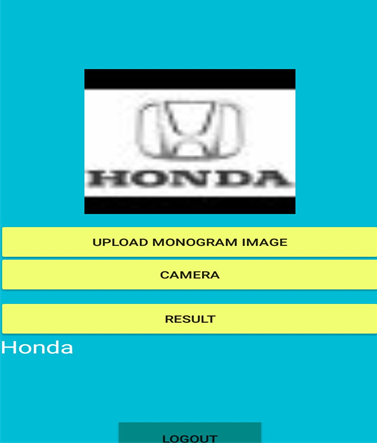 HONDA
UPLOAD MONOGRAM IMAGE
CAMERA
RESULT
Honda
LOGOUT